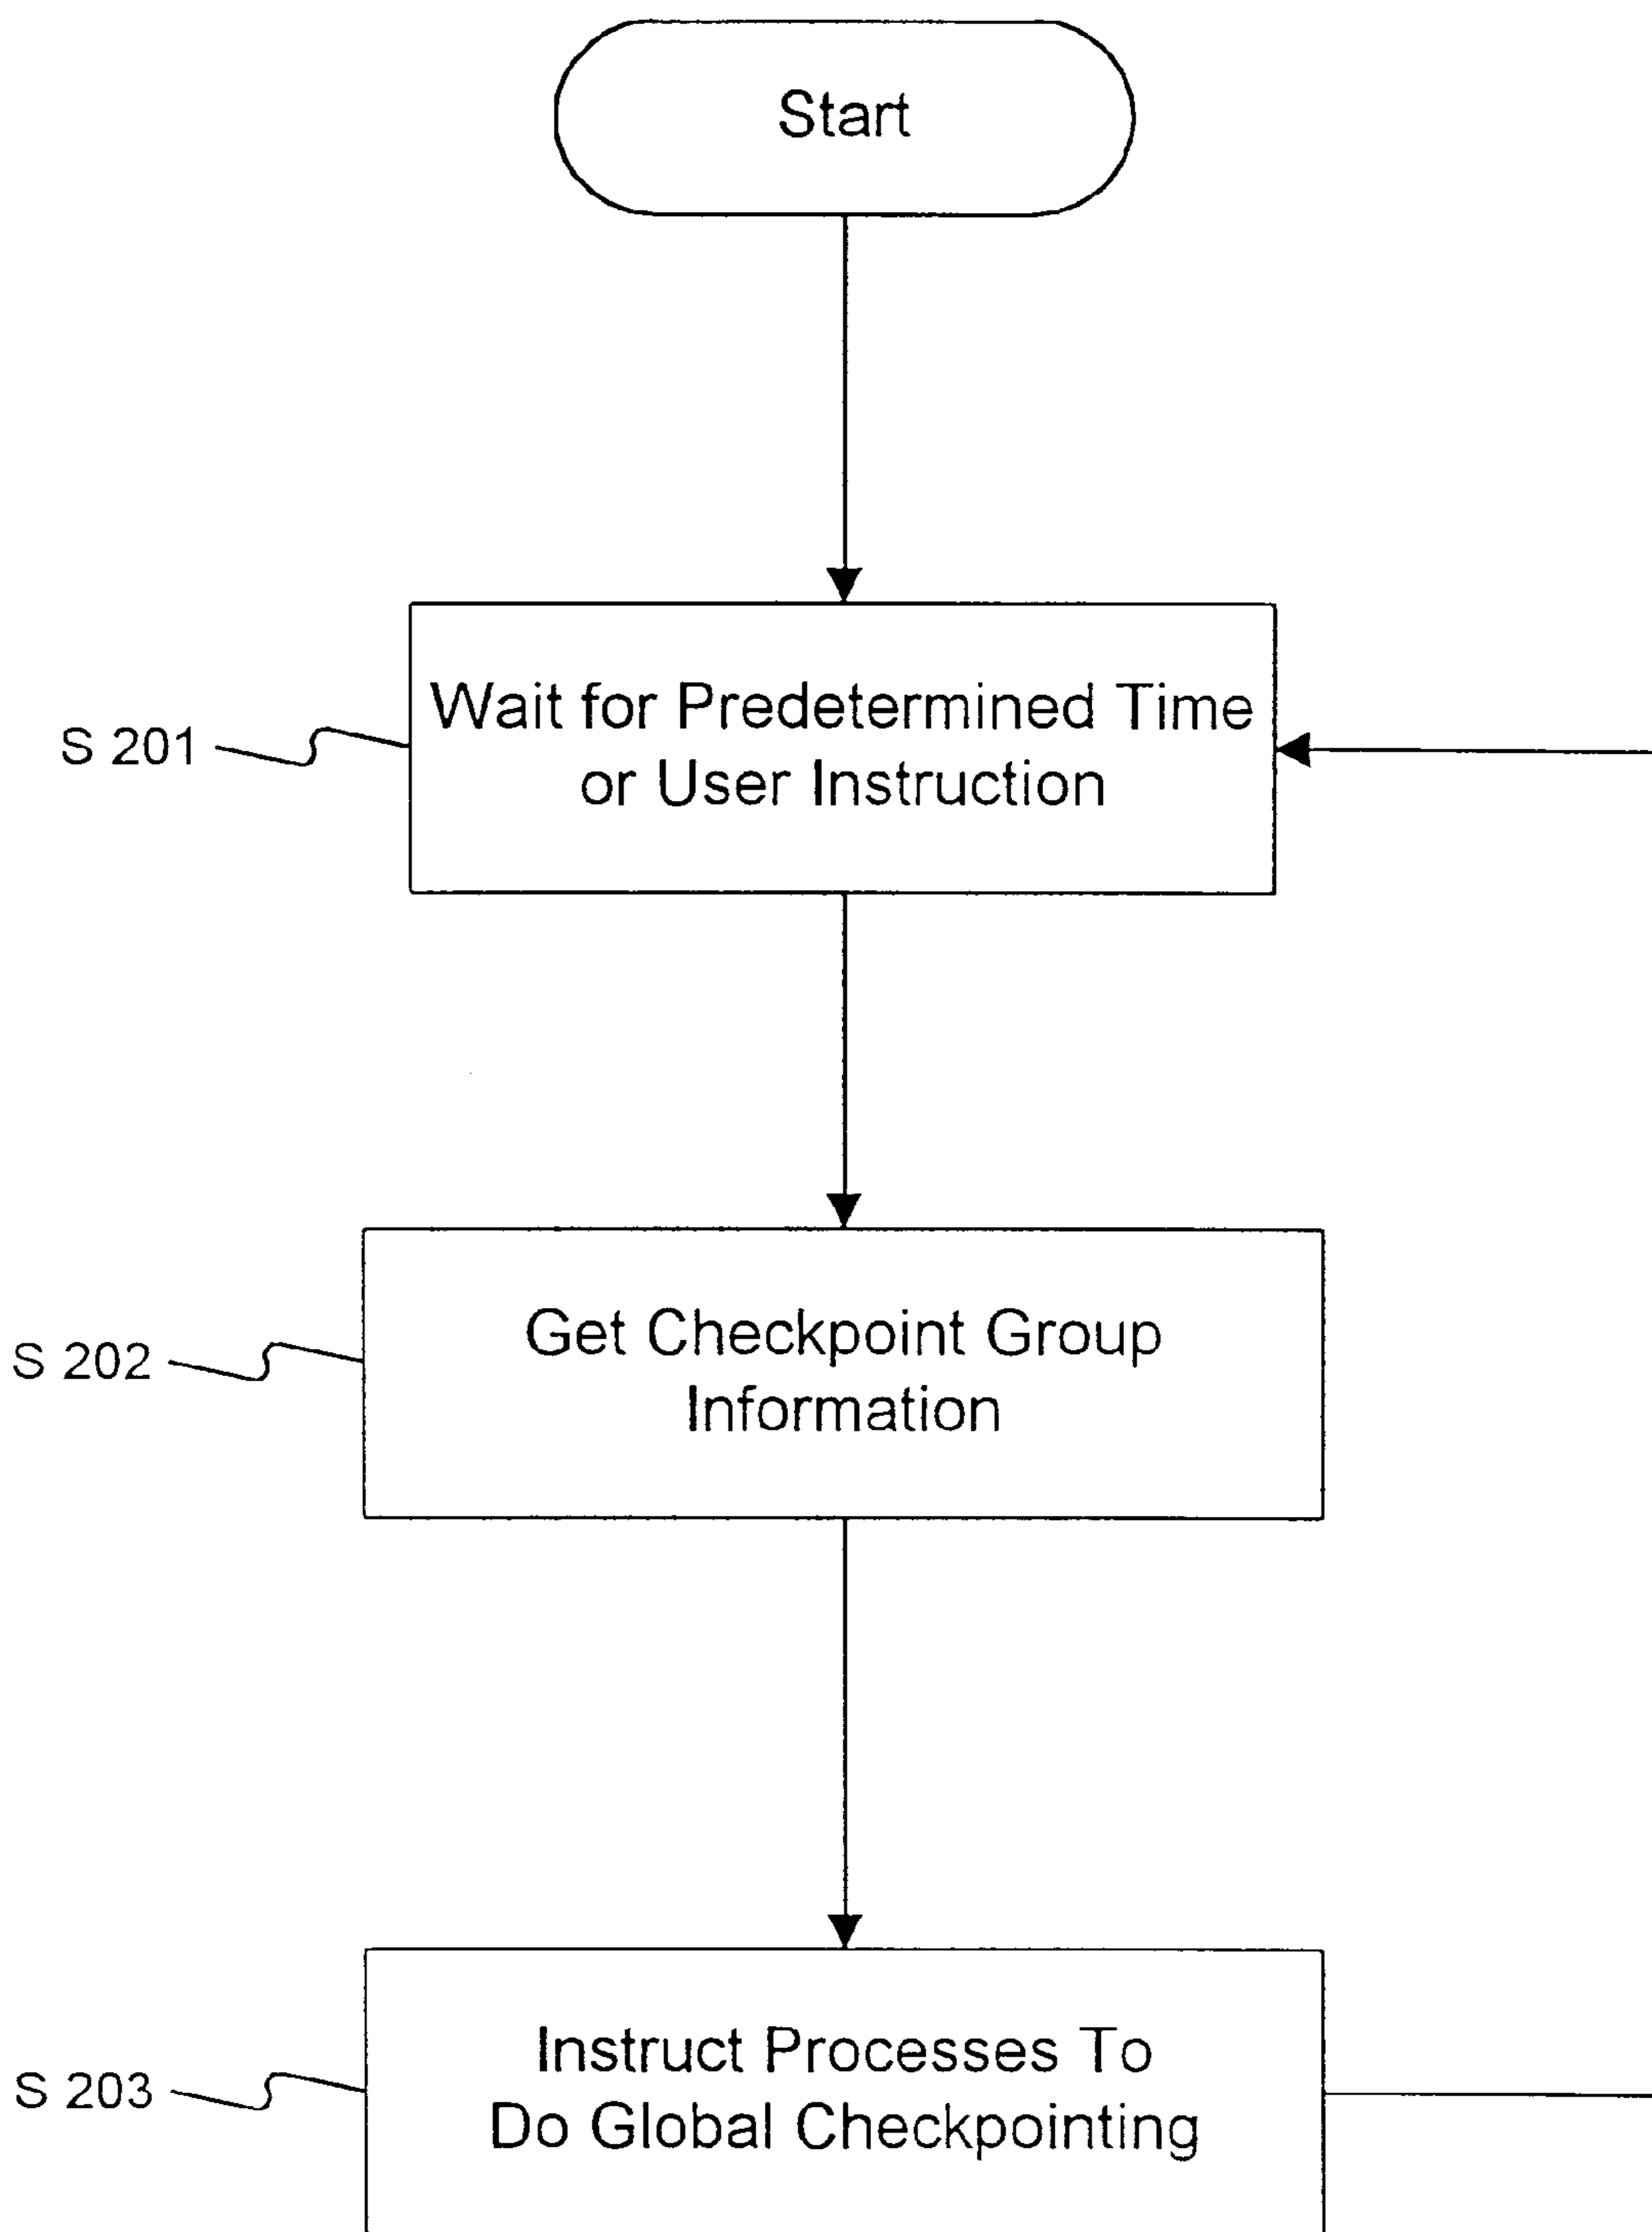 Start
S 201
Wait for Predetermined Time
or User Instruction
S 202
Get Checkpoint Group
Information
S 203
Instruct Processes To
Do Global Checkpointing